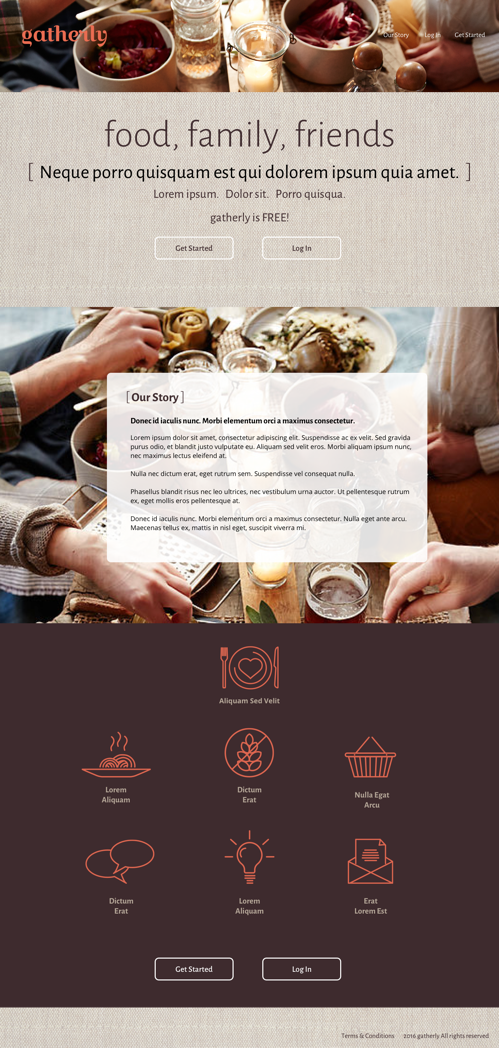 gatherly
Our Story Log In Get Started
food, family, friends
[ Neque porro quisquam est qui dolorem ipsum quia amet. ]
Lorem ipsum. Dolor sit. Porro quisqua.
gatherly is FREE!
Get Started Log In
[ Our Story ]
Donec id iaculis nunc. Morbi elementum orci a maximus consectetur.
Lorem ipsum dolor sit amet, consectetur adipiscing elit. Suspendisse ac ex velit. Sed gravida
purus odio, et blandit justo vulputate eu. Aliquam sed velit eros. Morbi aliquam ipsum nunc,
nec maximus lectus eleifend at.
Nulla nec dictum erat, eget rutrum sem. Suspendisse vel consequat nulla.
Phasellus blandit risus nec leo ultrices, nec vestibulum urna auctor. Ut pellentesque rutrum
ex, eget mollis eros pellentesque at.
Donec id iaculis nunc. Morbi elementum orci a maximus consectetur. Nulla eget ante arcu.
Maecenas tellus ex, mattis in nisl eget, suscipit viverra mi.
Aliquam Sed Velit
Lorem
Aliquam
Dictum
Erat
Nulla Egat
Arcu
Dictum
Erat
Lorem
Aliquam
Erat
Lorem Est
Get Started Log In
Terms & Conditions 2016 gatherly All rights reserved